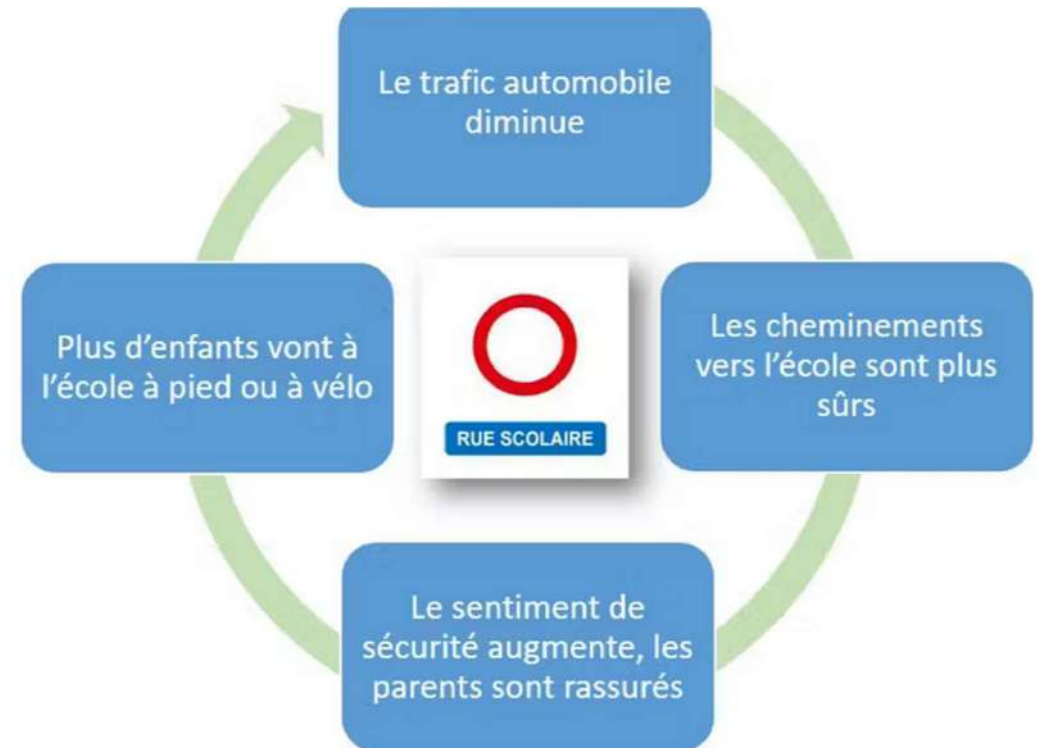 Le trafic automobile
diminue
Les cheminements
vers l’école sont plus
sûrs
Le sentiment de
sécurité augmente, les
parents sont rassurés
Plus d’enfants vont à
l’école à pied ou à vélo
RUE SCOLAIRE